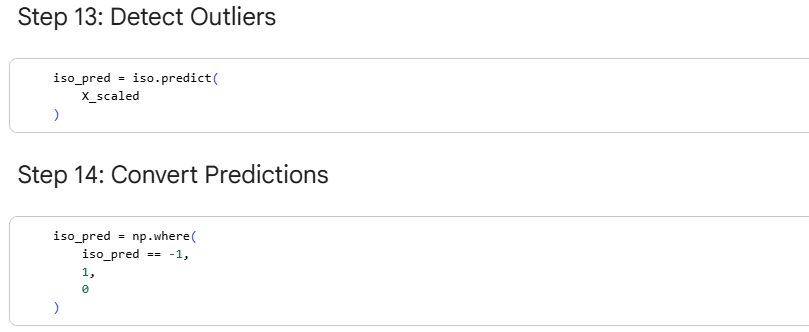 Step 13: Detect Outliers
iso_pred = iso.predict(
    X_scaled
)
Step 14: Convert Predictions
iso_pred = np.where(
    iso_pred == -1,
    1,
    0
)